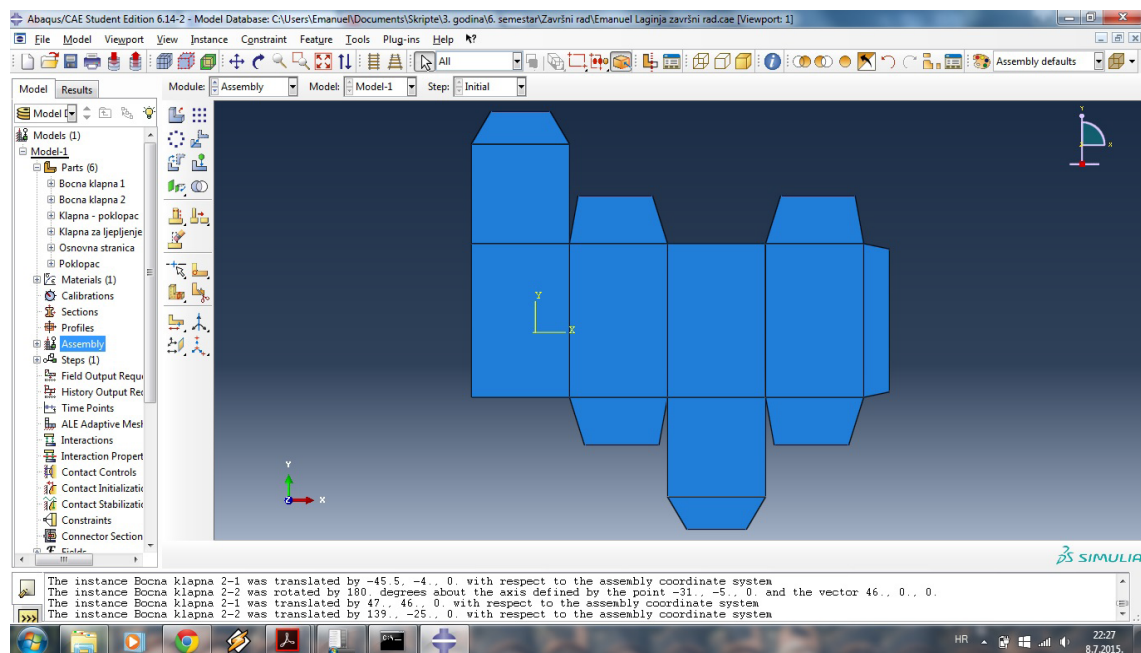 Abaqus/CAE Student Edition 6.14-2 - Model Database: C:\Users\Emanuel\Documents\Skripte\3. godina\6. semestar\Završni rad\Emanuel Laginja završni rad.cae [Viewport: 1]
File Model Viewport View Instance Constraint Feature Tools Plug-ins Help
All
Assembly defaults
Model Results
Module: Assembly Model: Model-1 Step: Initial
Model
Models (1)
Model-1
Parts (6)
Bocna klapna 1
Bocna klapna 2
Klapna - poklopac
Klapna za ljepljenje
Osnovna stranica
Poklopac
Materials (1)
Calibrations
Sections
Profiles
Assembly
Steps (1)
Field Output Reque
History Output Rec
Time Points
ALE Adaptive Mesh
Interactions
Interaction Propert
Contact Controls
Contact Initializatic
Contact Stabilizatic
Constraints
Connector Section
Fields
Y
X
Y
X
Z
Y
X
SIMULIA
The instance Bocna klapna 2-1 was translated by -45.5, -4., 0. with respect to the assembly coordinate system
The instance Bocna klapna 2-2 was rotated by 180. degrees about the axis defined by the point -31., -5., 0. and the vector 46., 0., 0.
The instance Bocna klapna 2-1 was translated by 47., 46., 0. with respect to the assembly coordinate system
The instance Bocna klapna 2-2 was translated by 139., -25., 0. with respect to the assembly coordinate system
HR
22:27
8.7.2015.